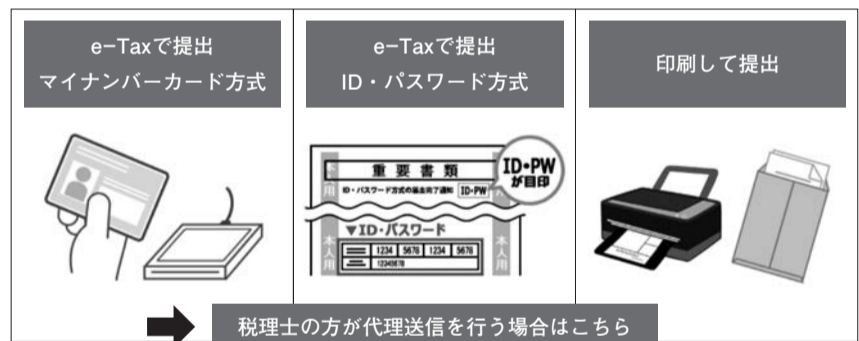 e-Taxで提出
マイナンバーカード方式
e-Taxで提出
ID・パスワード方式
印刷して提出
重要書類
ID・パスワード方式の届出完了通知 ID・PW
ID・PW
が目印
▼ID・パスワード
1234 5678 1234 5678
12345678
本人用
本人用
税理士の方が代理送信を行う場合はこちら